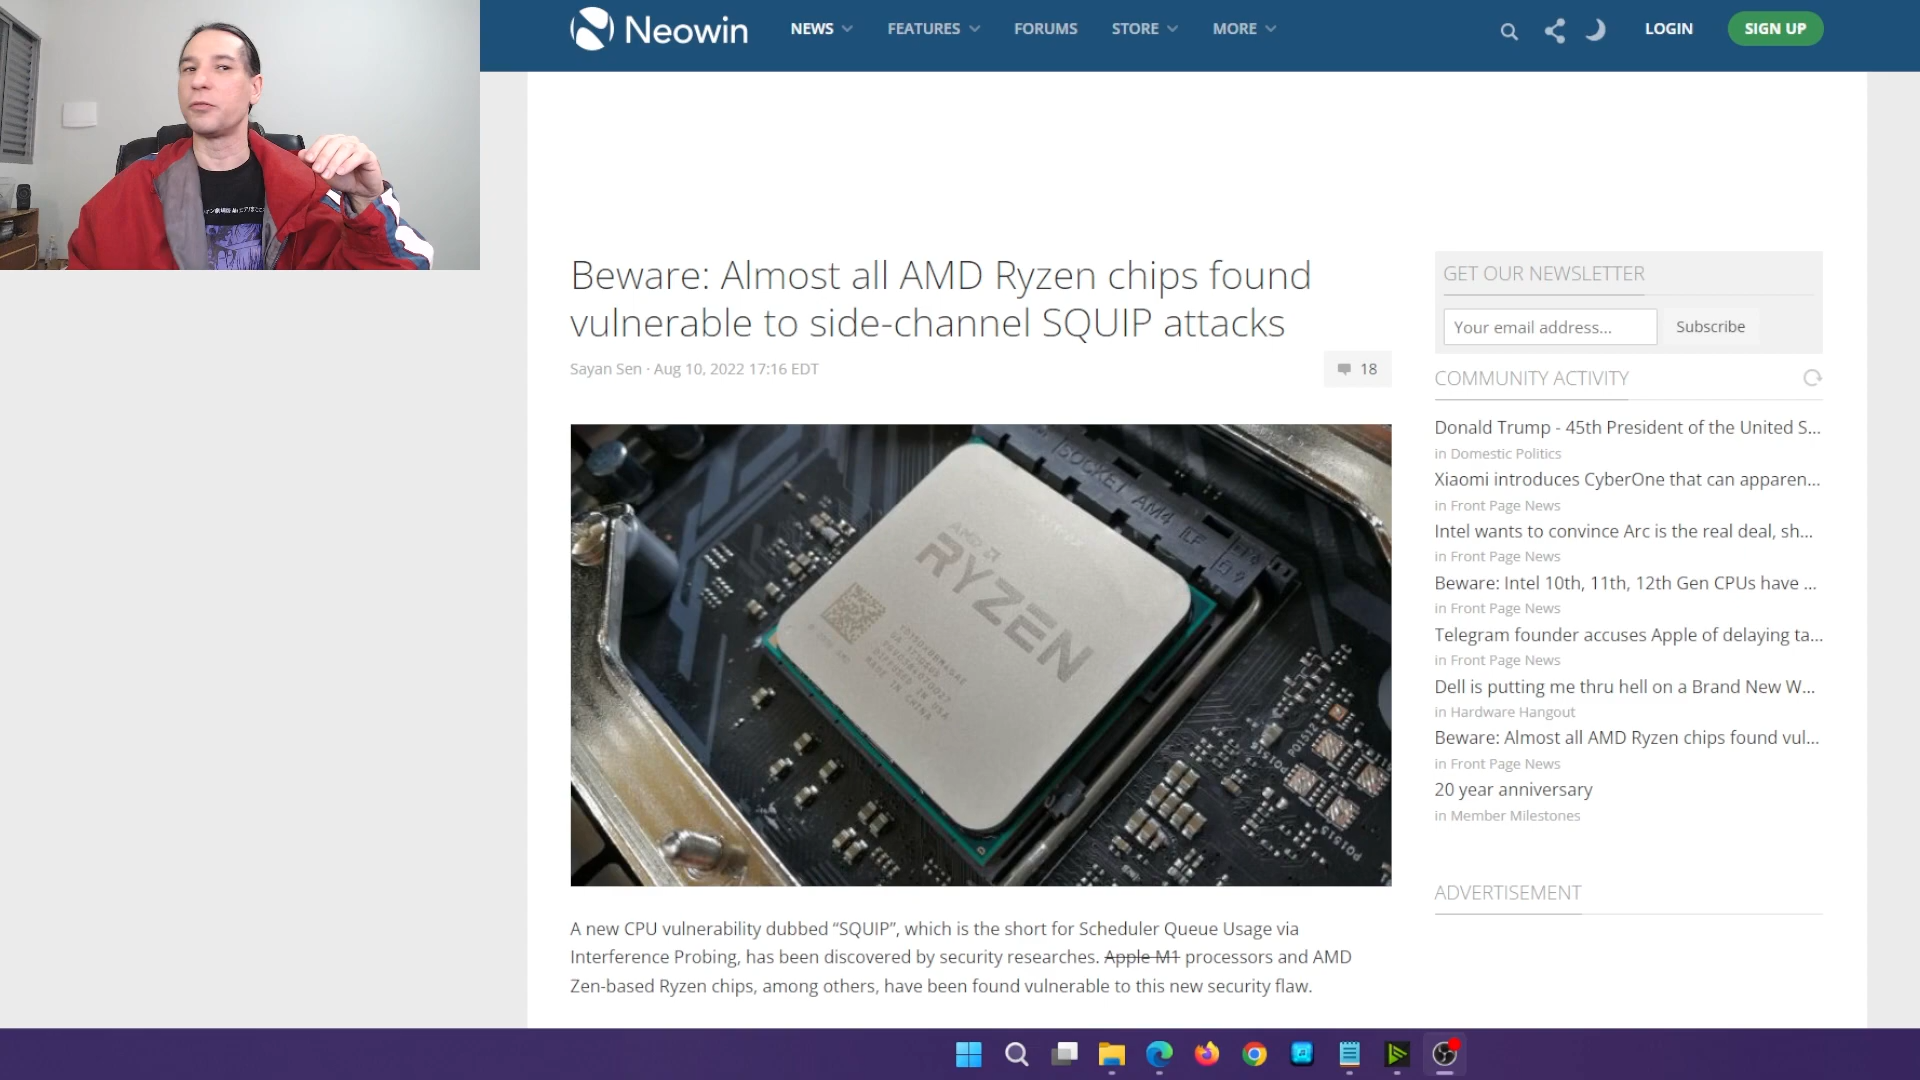 Neowin
NEWS
FEATURES
FORUMS
STORE
MORE
LOGIN
SIGN UP
Beware: Almost all AMD Ryzen chips found
vulnerable to side-channel SQUIP attacks
Sayan Sen · Aug 10, 2022 17:16 EDT
18
SOCKET AM4
AMD
RYZEN
DIFFUSED IN USA
MADE IN CHINA
A new CPU vulnerability dubbed “SQUIP”, which is the short for Scheduler Queue Usage via
Interference Probing, has been discovered by security researches. Apple M1 processors and AMD
Zen-based Ryzen chips, among others, have been found vulnerable to this new security flaw.
GET OUR NEWSLETTER
Your email address...
Subscribe
COMMUNITY ACTIVITY
Donald Trump - 45th President of the United S...
in Domestic Politics
Xiaomi introduces CyberOne that can apparen...
in Front Page News
Intel wants to convince Arc is the real deal, sh...
in Front Page News
Beware: Intel 10th, 11th, 12th Gen CPUs have ...
in Front Page News
Telegram founder accuses Apple of delaying ta...
in Front Page News
Dell is putting me thru hell on a Brand New W...
in Hardware Hangout
Beware: Almost all AMD Ryzen chips found vul...
in Front Page News
20 year anniversary
in Member Milestones
ADVERTISEMENT